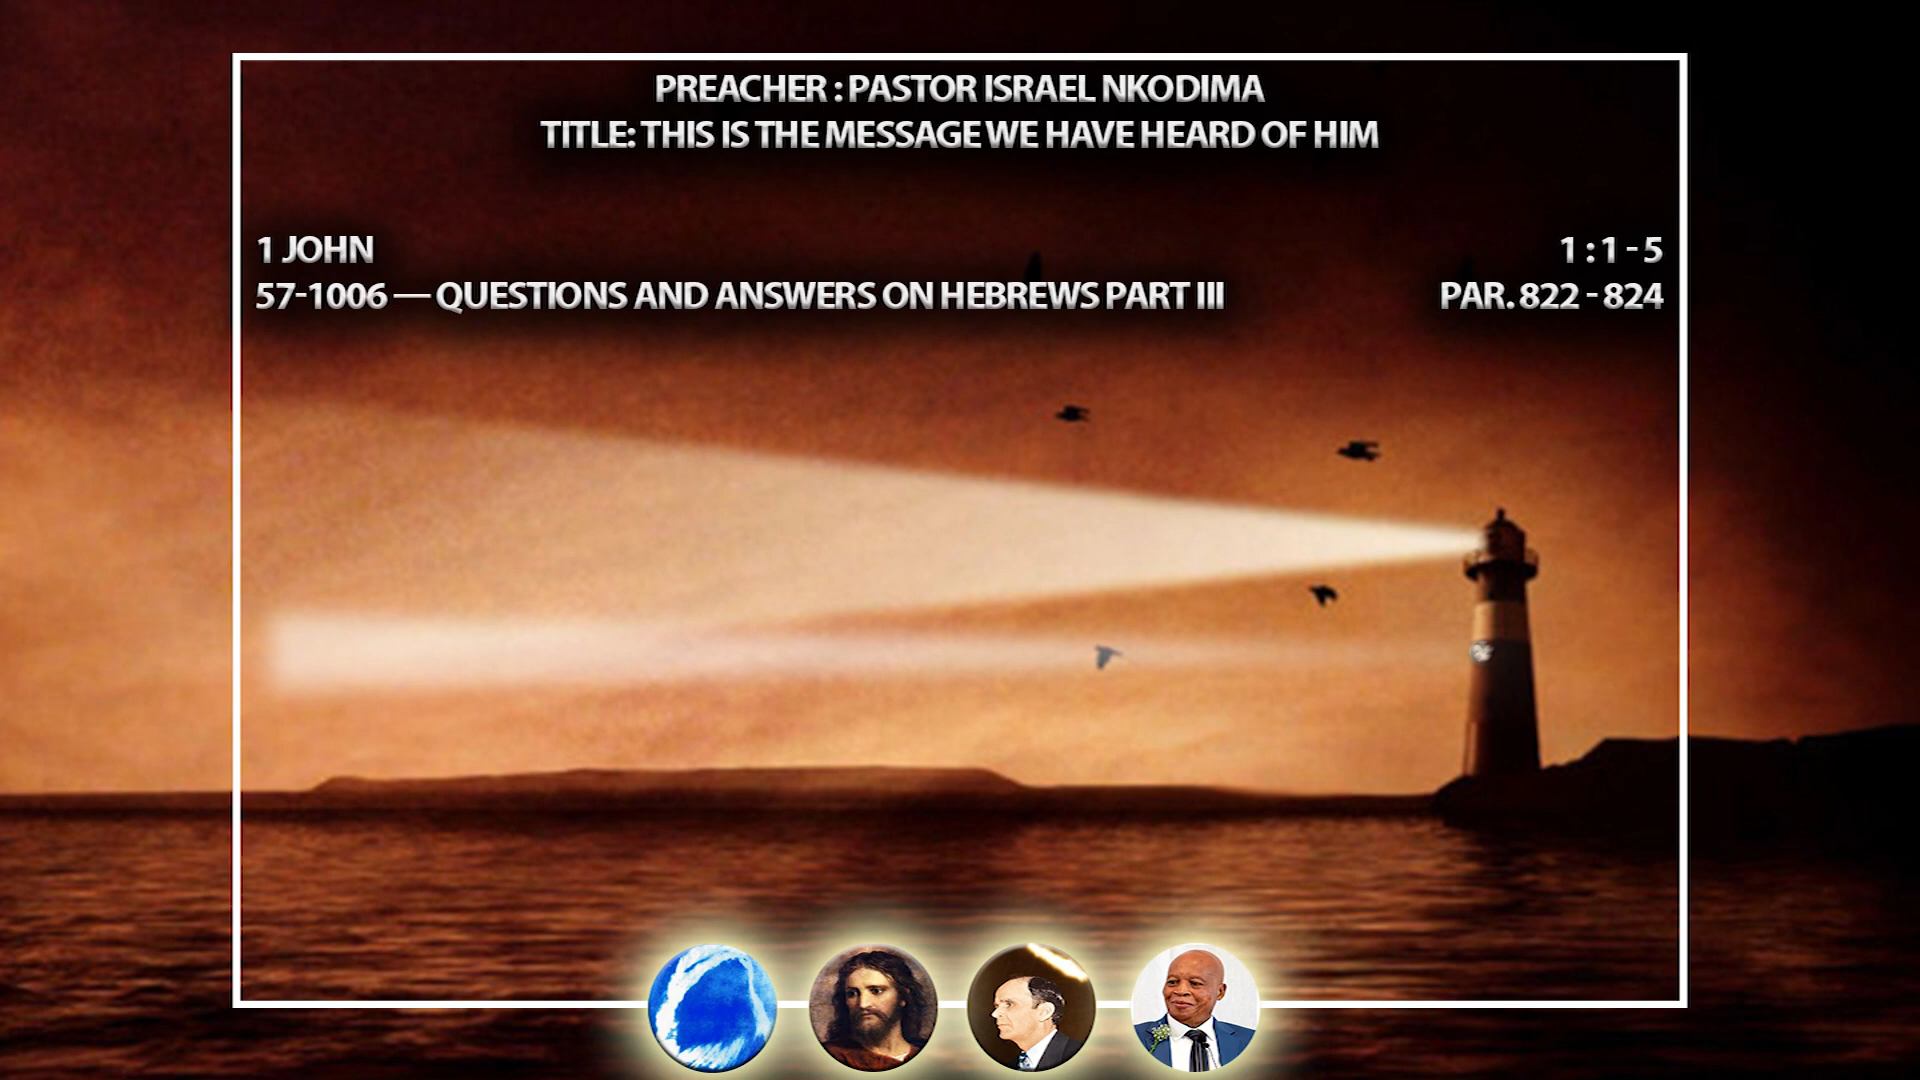 PREACHER : PASTOR ISRAEL NKODIMA
TITLE: THIS IS THE MESSAGE WE HAVE HEARD OF HIM
1 JOHN 1 : 1 - 5
57-1006 — QUESTIONS AND ANSWERS ON HEBREWS PART III PAR. 822 - 824